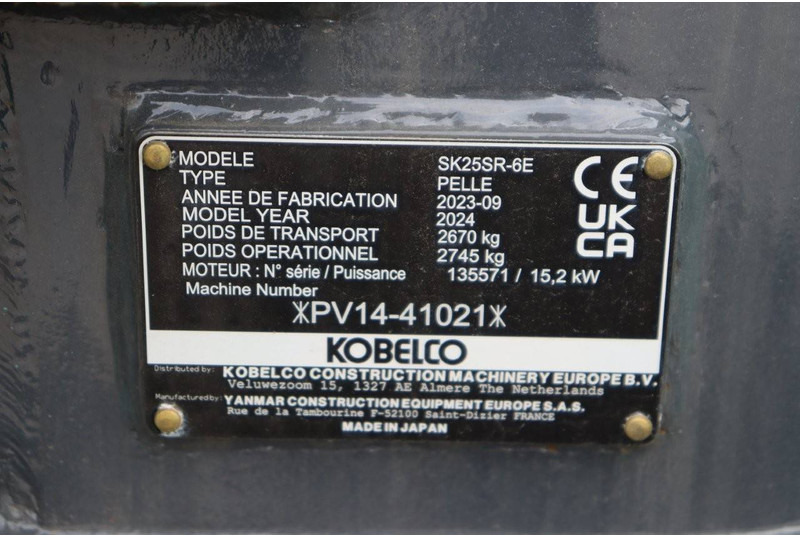 MODELE SK25SR-6E
TYPE PELLE
ANNEE DE FABRICATION 2023-09
MODEL YEAR 2024
POIDS DE TRANSPORT 2670 kg
POIDS OPERATIONNEL 2745 kg
MOTEUR : N° série / Puissance 135571 / 15,2 kW
Machine Number
*PV14-41021*
CE
UK
CA
KOBELCO
Distributed by: KOBELCO CONSTRUCTION MACHINERY EUROPE B.V.
Veluwezoom 15, 1327 AE Almere The Netherlands
Manufactured by: YANMAR CONSTRUCTION EQUIPMENT EUROPE S.A.S.
Rue de la Tambourine F-52100 Saint-Dizier FRANCE
MADE IN JAPAN